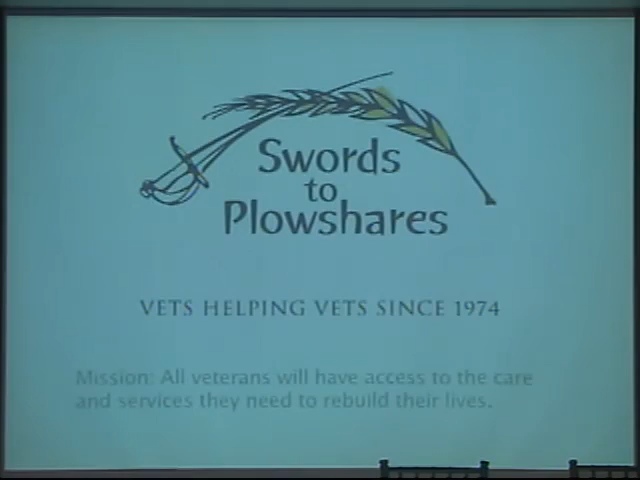 Swords
to
Plowshares
VETS HELPING VETS SINCE 1974
Mission: All veterans will have access to the care
and services they need to rebuild their lives.